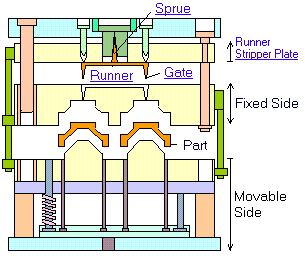 Sprue
Runner
Stripper Plate
Runner
Gate
Fixed Side
Part
Movable
Side